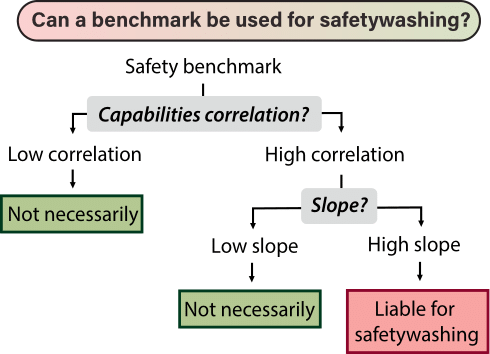 Can a benchmark be used for safetywashing?
Safety benchmark
Capabilities correlation?
Low correlation
High correlation
Not necessarily
Slope?
Low slope
High slope
Not necessarily
Liable for
safetywashing